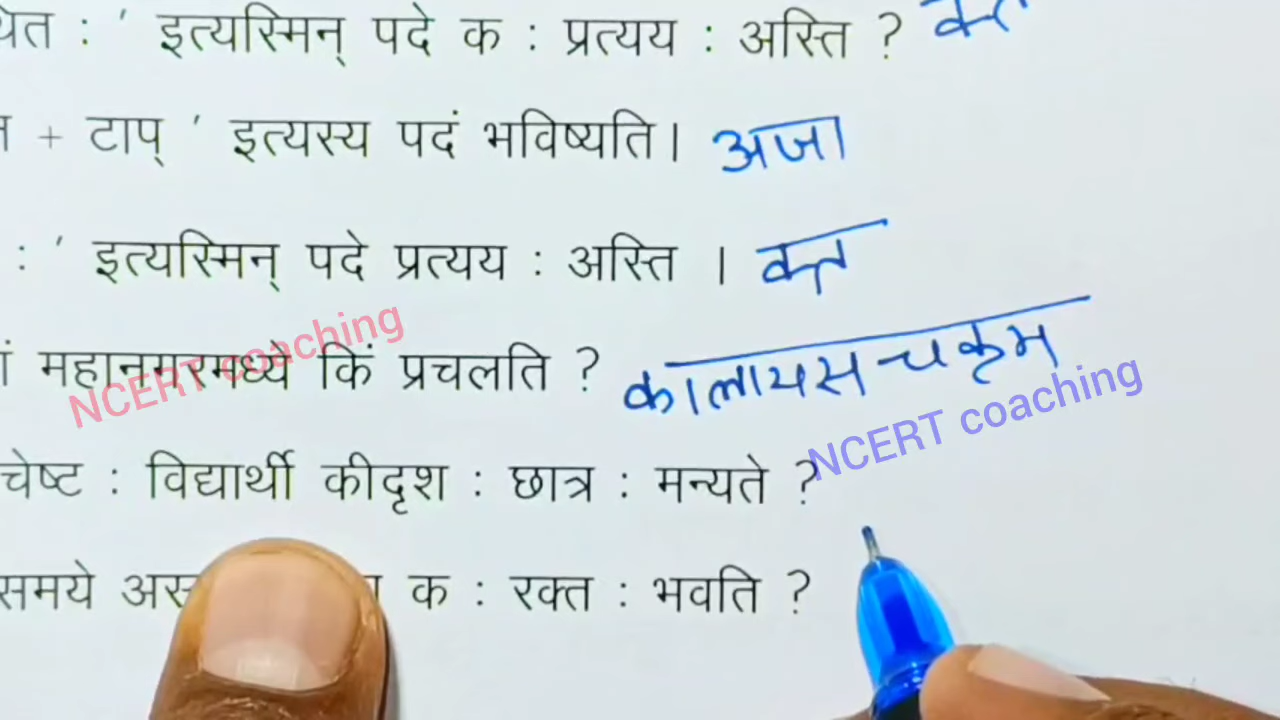 इत्यस्मिन् पदे क : प्रत्यय : अस्ति ? क्त
+ टाप् ' इत्यस्य पदं भविष्यति। अजा
: ' इत्यस्मिन् पदे प्रत्यय : अस्ति । क्त
महानगरमध्ये किं प्रचलति ? कालायसचक्रम
NCERT coaching
NCERT coaching
चेष्ट : विद्यार्थी कीदृश : छात्र : मन्यते ?
समये क : रक्त : भवति ?